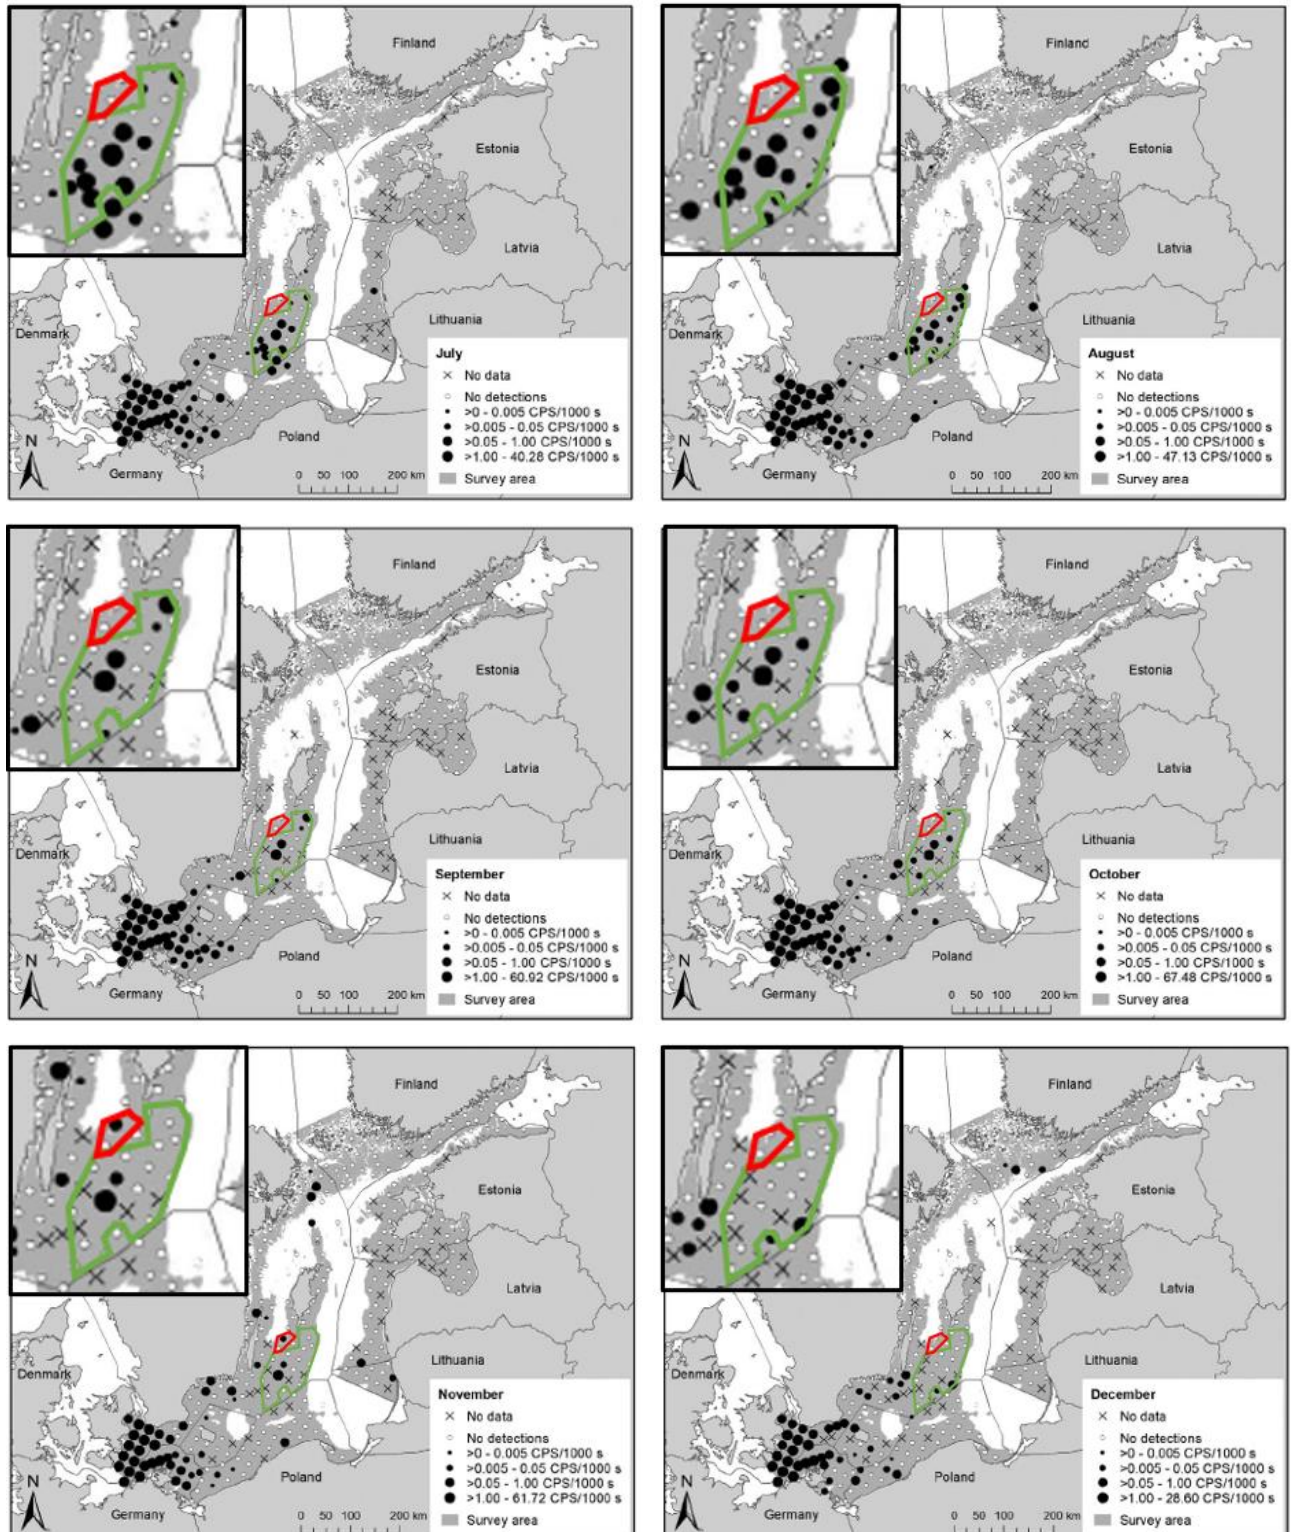 Finland
Estonia
Latvia
Lithuania
Denmark
Poland
Germany
N
July
No data
No detections
>0 - 0.005 CPS/1000 s
>0.005 - 0.05 CPS/1000 s
>0.05 - 1.00 CPS/1000 s
>1.00 - 40.28 CPS/1000 s
Survey area
0 50 100 200 km
Finland
Estonia
Latvia
Lithuania
Denmark
Poland
Germany
N
August
No data
No detections
>0 - 0.005 CPS/1000 s
>0.005 - 0.05 CPS/1000 s
>0.05 - 1.00 CPS/1000 s
>1.00 - 47.13 CPS/1000 s
Survey area
0 50 100 200 km
Finland
Estonia
Latvia
Lithuania
Denmark
Poland
Germany
N
September
No data
No detections
>0 - 0.005 CPS/1000 s
>0.005 - 0.05 CPS/1000 s
>0.05 - 1.00 CPS/1000 s
>1.00 - 60.92 CPS/1000 s
Survey area
0 50 100 200 km
Finland
Estonia
Latvia
Lithuania
Denmark
Poland
Germany
N
October
No data
No detections
>0 - 0.005 CPS/1000 s
>0.005 - 0.05 CPS/1000 s
>0.05 - 1.00 CPS/1000 s
>1.00 - 67.48 CPS/1000 s
Survey area
0 50 100 200 km
Finland
Estonia
Latvia
Lithuania
Denmark
Poland
Germany
N
November
No data
No detections
>0 - 0.005 CPS/1000 s
>0.005 - 0.05 CPS/1000 s
>0.05 - 1.00 CPS/1000 s
>1.00 - 61.72 CPS/1000 s
Survey area
0 50 100 200 km
Finland
Estonia
Latvia
Lithuania
Denmark
Poland
Germany
N
December
No data
No detections
>0 - 0.005 CPS/1000 s
>0.005 - 0.05 CPS/1000 s
>0.05 - 1.00 CPS/1000 s
>1.00 - 28.60 CPS/1000 s
Survey area
0 50 100 200 km